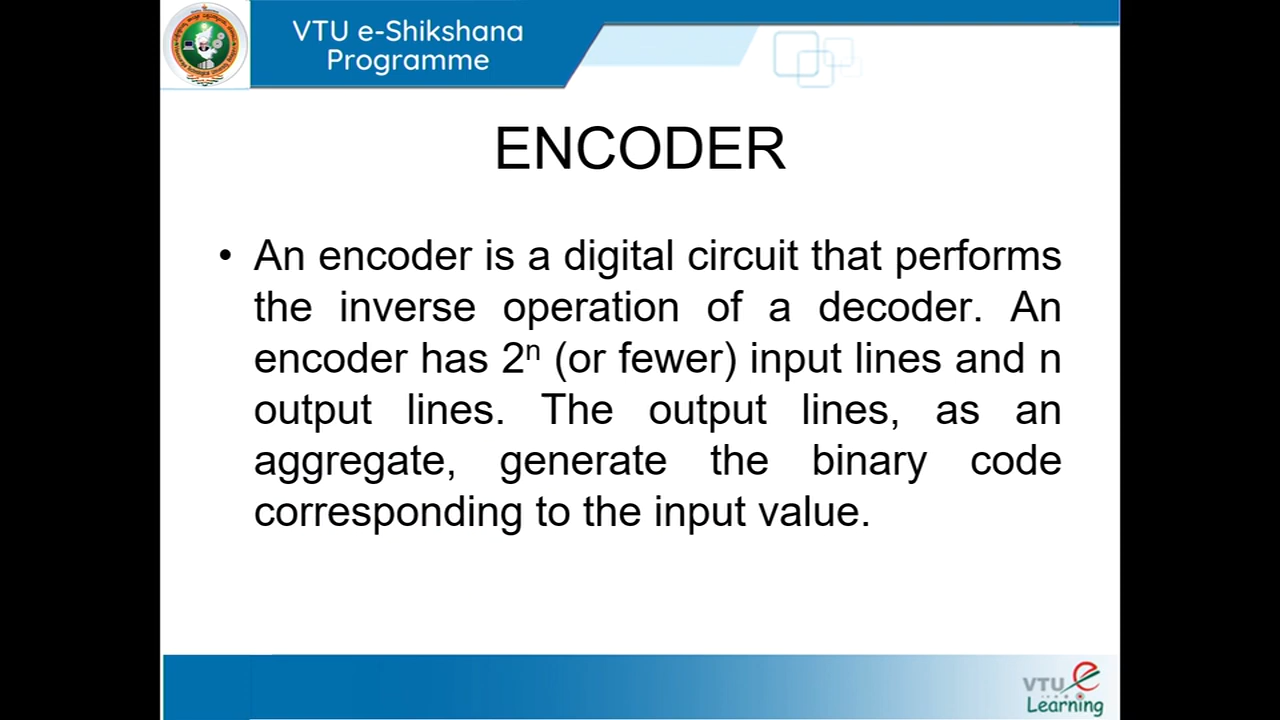 VTU e-Shikshana
Programme
ENCODER
• An encoder is a digital circuit that performs
the inverse operation of a decoder. An
encoder has 2ⁿ (or fewer) input lines and n
output lines. The output lines, as an
aggregate, generate the binary code
corresponding to the input value.
VTU e
Learning